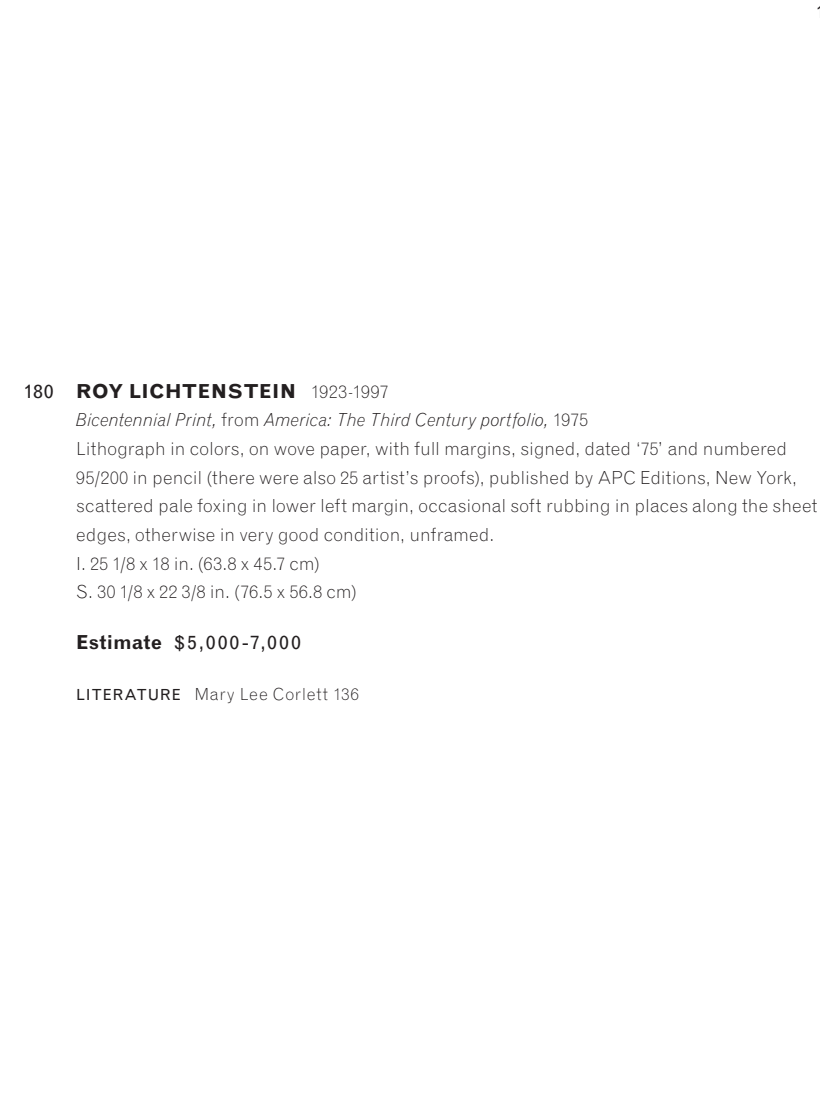 180 ROY LICHTENSTEIN 1923-1997
Bicentennial Print, from America: The Third Century portfolio, 1975
Lithograph in colors, on wove paper, with full margins, signed, dated ‘75’ and numbered
95/200 in pencil (there were also 25 artist’s proofs), published by APC Editions, New York,
scattered pale foxing in lower left margin, occasional soft rubbing in places along the sheet
edges, otherwise in very good condition, unframed.
I. 25 1/8 x 18 in. (63.8 x 45.7 cm)
S. 30 1/8 x 22 3/8 in. (76.5 x 56.8 cm)
Estimate $5,000-7,000
LITERATURE Mary Lee Corlett 136